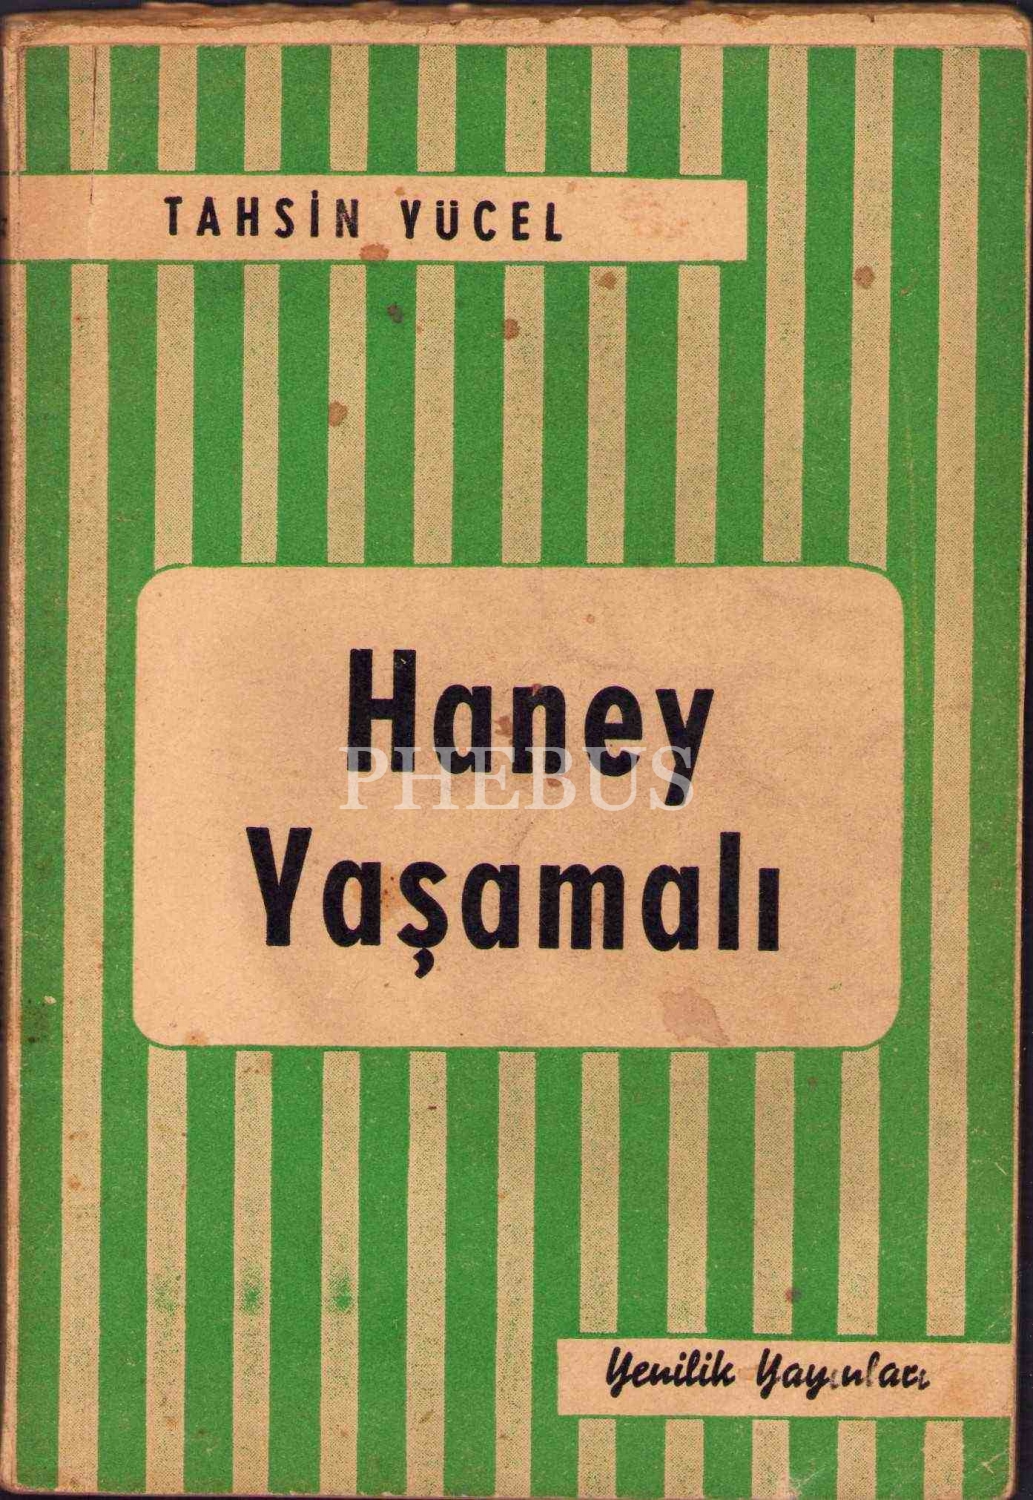 TAHSİN YÜCEL
Haney
PHEBUS
Yaşamalı
Yenilik Yayınları